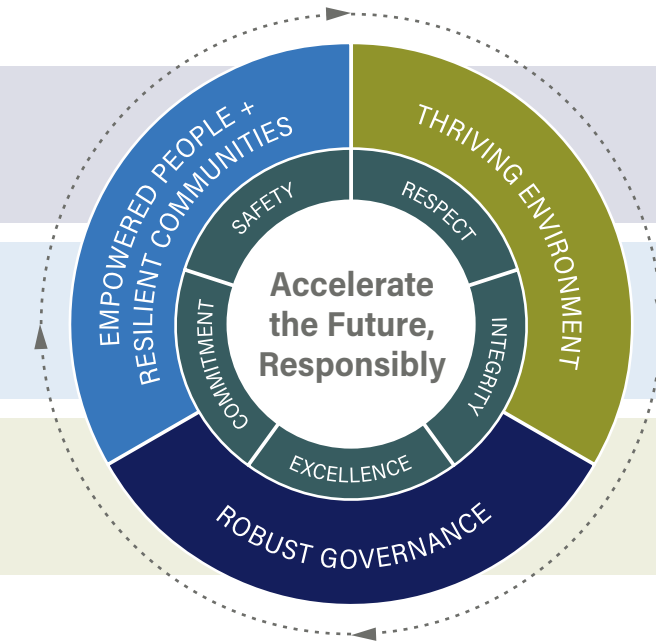 EMPOWERED PEOPLE +
RESILIENT COMMUNITIES
THRIVING ENVIRONMENT
SAFETY
RESPECT
Accelerate
the Future,
Responsibly
COMMITMENT
INTEGRITY
EXCELLENCE
ROBUST GOVERNANCE